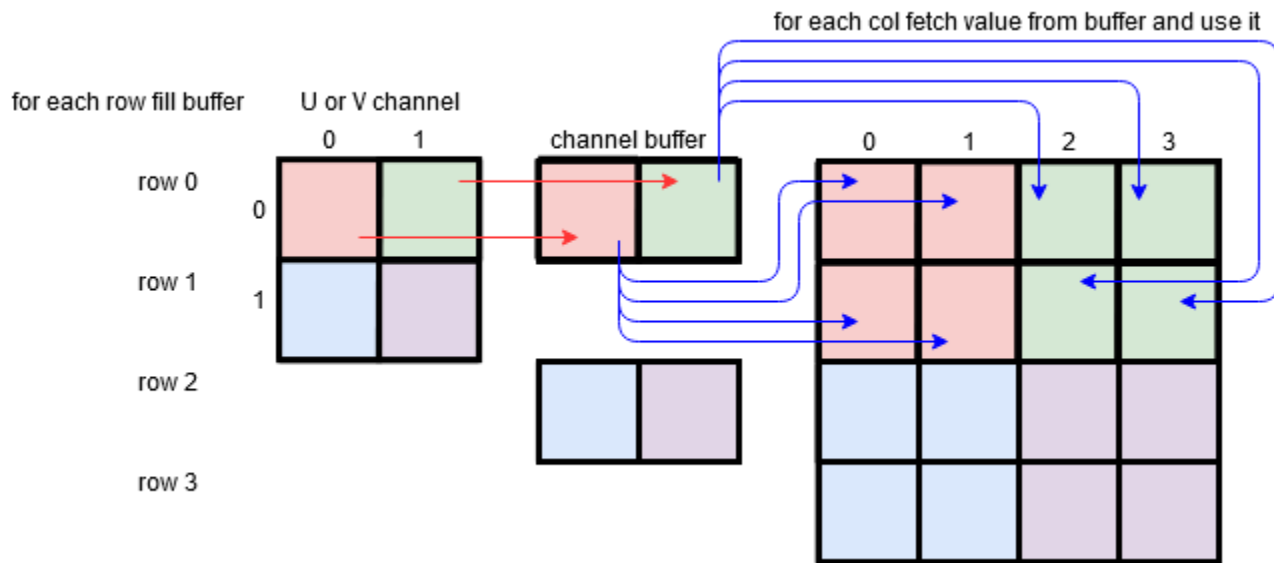 for each col fetch value from buffer and use it
for each row fill buffer
U or V channel
0 1
channel buffer
0 1 2 3
row 0
0
row 1
1
row 2
row 3